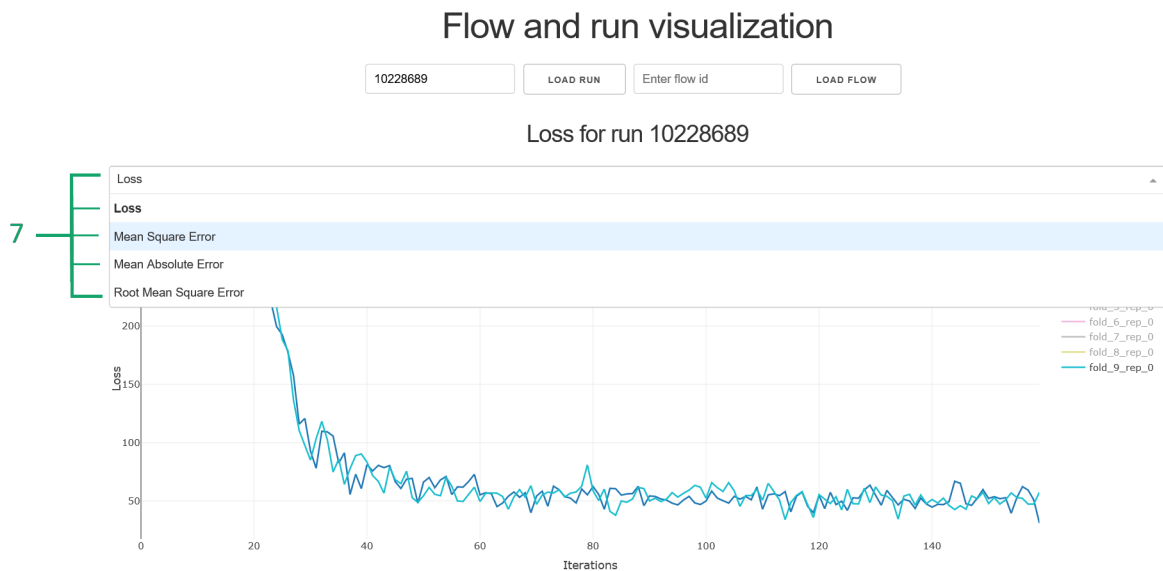 Flow and run visualization
10228689 LOAD RUN Enter flow id LOAD FLOW
Loss for run 10228689
7
Loss
Loss
Mean Square Error
Mean Absolute Error
Root Mean Square Error
fold_6_rep_0
fold_7_rep_0
fold_8_rep_0
fold_9_rep_0
Loss
200
150
100
50
0 20 40 60 80 100 120 140
Iterations